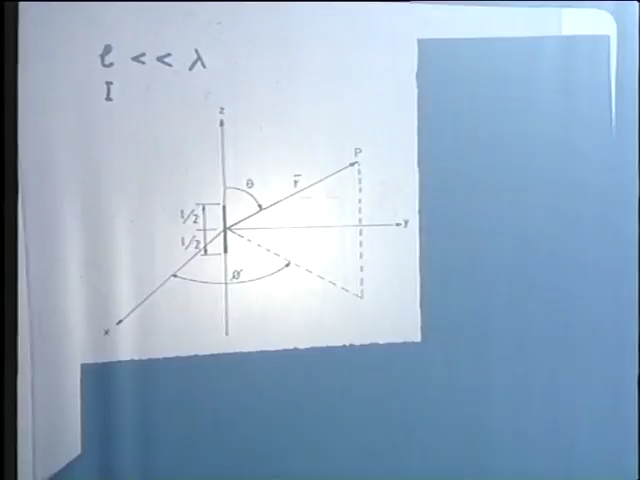 ℓ << λ
I
z
P
θ
r̅
l/2
y
l/2
ø
x